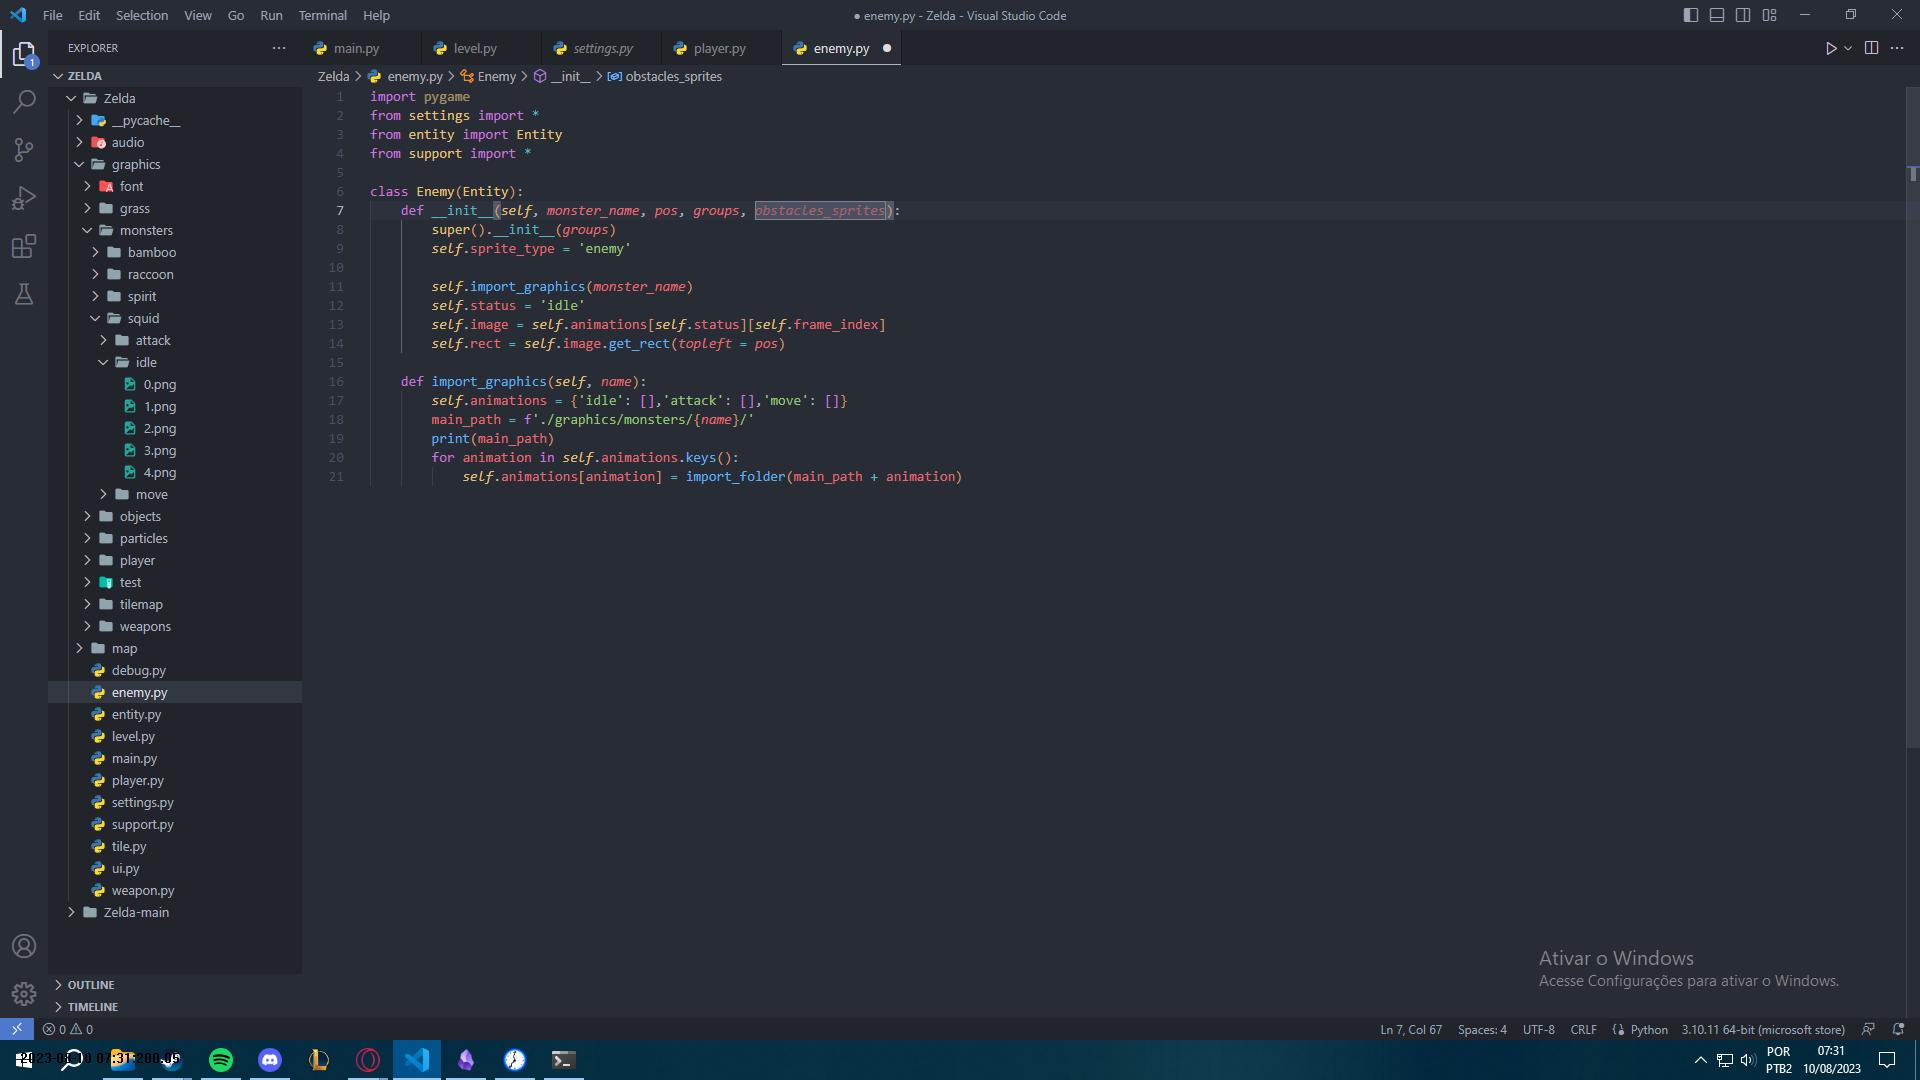 File Edit Selection View Go Run Terminal Help
● enemy.py - Zelda - Visual Studio Code
EXPLORER
1
ZELDA
Zelda
__pycache__
audio
graphics
font
grass
monsters
bamboo
raccoon
spirit
squid
attack
idle
0.png
1.png
2.png
3.png
4.png
move
objects
particles
player
test
tilemap
weapons
map
debug.py
enemy.py
entity.py
level.py
main.py
player.py
settings.py
support.py
tile.py
ui.py
weapon.py
Zelda-main
OUTLINE
TIMELINE
main.py level.py settings.py player.py enemy.py
Zelda > enemy.py > Enemy > __init__ > obstacles_sprites
1 import pygame
2 from settings import *
3 from entity import Entity
4 from support import *
5
6 class Enemy(Entity):
7 def __init__(self, monster_name, pos, groups, obstacles_sprites):
8 super().__init__(groups)
9 self.sprite_type = 'enemy'
10
11 self.import_graphics(monster_name)
12 self.status = 'idle'
13 self.image = self.animations[self.status][self.frame_index]
14 self.rect = self.image.get_rect(topleft = pos)
15
16 def import_graphics(self, name):
17 self.animations = {'idle': [],'attack': [],'move': []}
18 main_path = f'./graphics/monsters/{name}/'
19 print(main_path)
20 for animation in self.animations.keys():
21 self.animations[animation] = import_folder(main_path + animation)
Ativar o Windows
Acesse Configurações para ativar o Windows.
0 0
Ln 7, Col 67 Spaces: 4 UTF-8 CRLF Python 3.10.11 64-bit (microsoft store)
POR
PTB2
07:31
10/08/2023